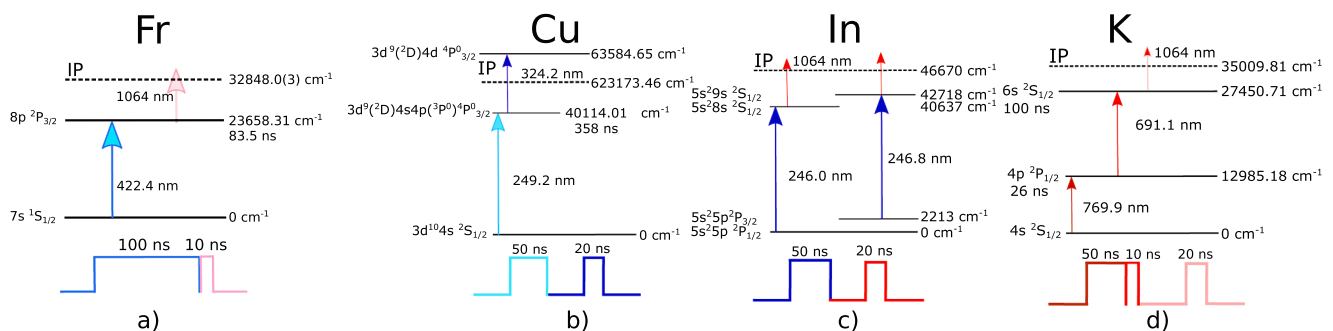 Fr
IP
32848.0(3) cm⁻¹
1064 nm
8p ²P₃/₂
23658.31 cm⁻¹
83.5 ns
422.4 nm
7s ¹S₁/₂
0 cm⁻¹
100 ns
10 ns
a)
Cu
3d⁹(²D)4d ⁴P⁰₃/₂
63584.65 cm⁻¹
IP
324.2 nm
623173.46 cm⁻¹
3d⁹(²D)4s4p(³P⁰)⁴P⁰₃/₂
40114.01 cm⁻¹
358 ns
249.2 nm
3d¹⁰4s ²S₁/₂
0 cm⁻¹
50 ns
20 ns
b)
In
IP
1064 nm
46670 cm⁻¹
5s²9s ²S₁/₂
42718 cm⁻¹
5s²8s ²S₁/₂
40637 cm⁻¹
246.8 nm
246.0 nm
5s²5p²P₃/₂
2213 cm⁻¹
5s²5p ²P₁/₂
0 cm⁻¹
50 ns
20 ns
c)
K
1064 nm
IP
35009.81 cm⁻¹
6s ²S₁/₂
27450.71 cm⁻¹
100 ns
691.1 nm
4p ²P₁/₂
12985.18 cm⁻¹
26 ns
769.9 nm
4s ²S₁/₂
0 cm⁻¹
50 ns
10 ns
20 ns
d)